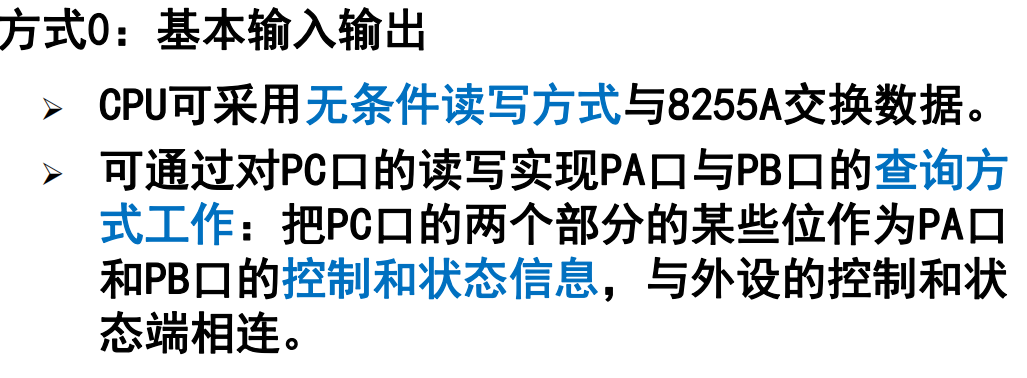 方式0：基本输入输出
➢ CPU可采用无条件读写方式与8255A交换数据。
➢ 可通过对PC口的读写实现PA口与PB口的查询方
式工作：把PC口的两个部分的某些位作为PA口
和PB口的控制和状态信息，与外设的控制和状
态端相连。